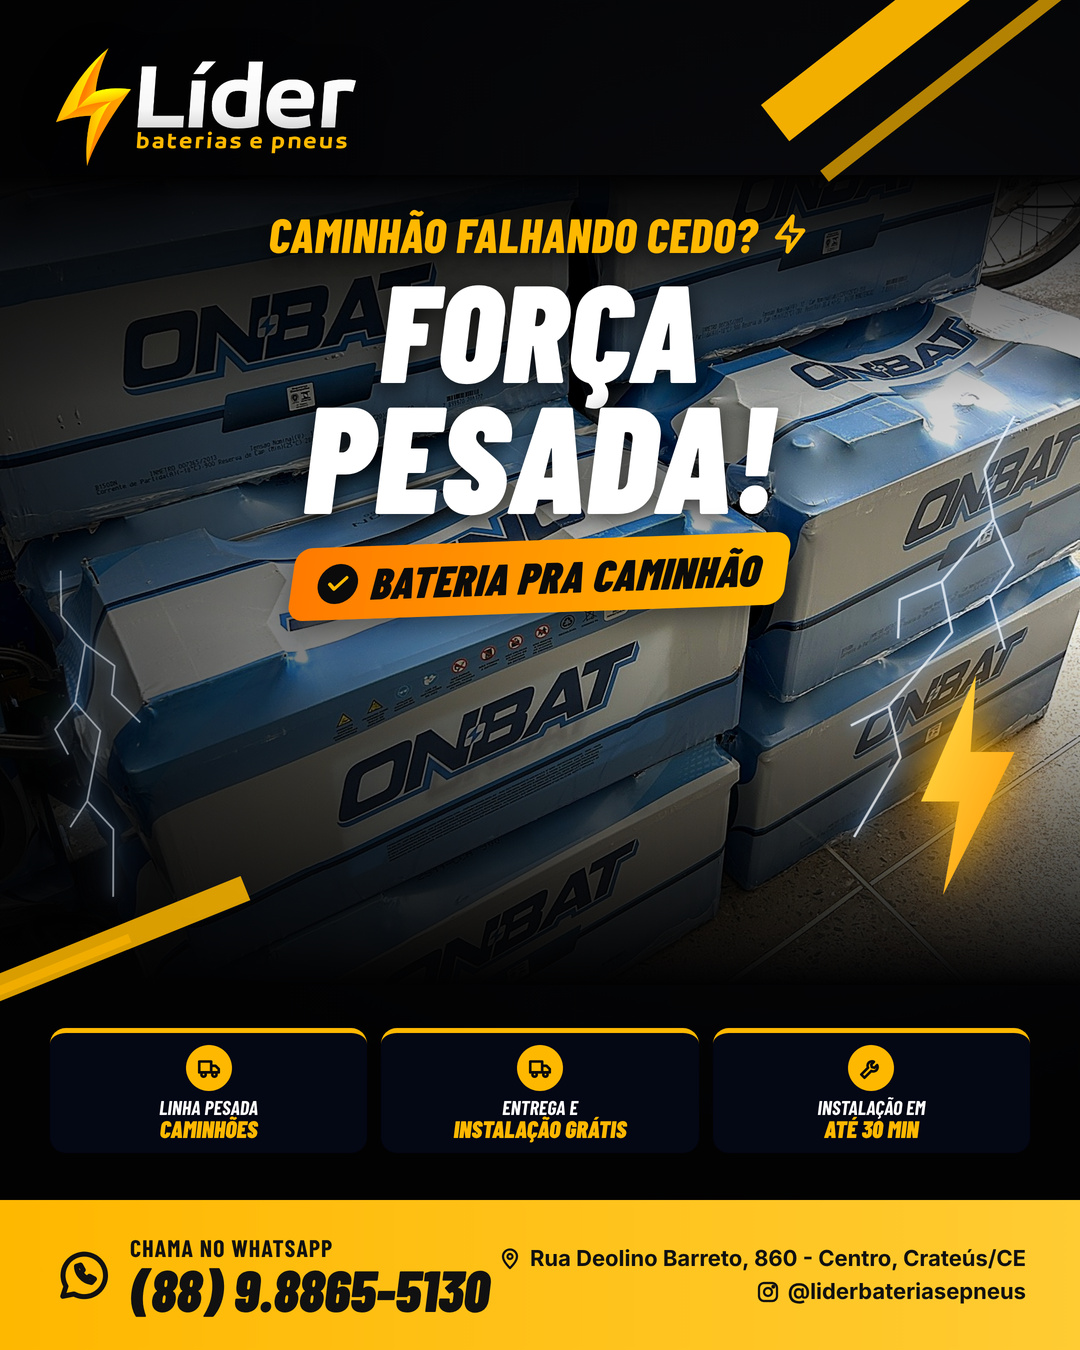 Líder
baterias e pneus
CAMINHÃO FALHANDO CEDO?
FORÇA
PESADA!
BATERIA PRA CAMINHÃO
ONBAT
ONBAT
ONBAT
ONBAT
ONBAT
ONBAT
LINHA PESADA
CAMINHÕES
ENTREGA E
INSTALAÇÃO GRÁTIS
INSTALAÇÃO EM
ATÉ 30 MIN
CHAMA NO WHATSAPP
(88) 9.8865-5130
Rua Deolino Barreto, 860 - Centro, Crateús/CE
@liderbateriasepneus